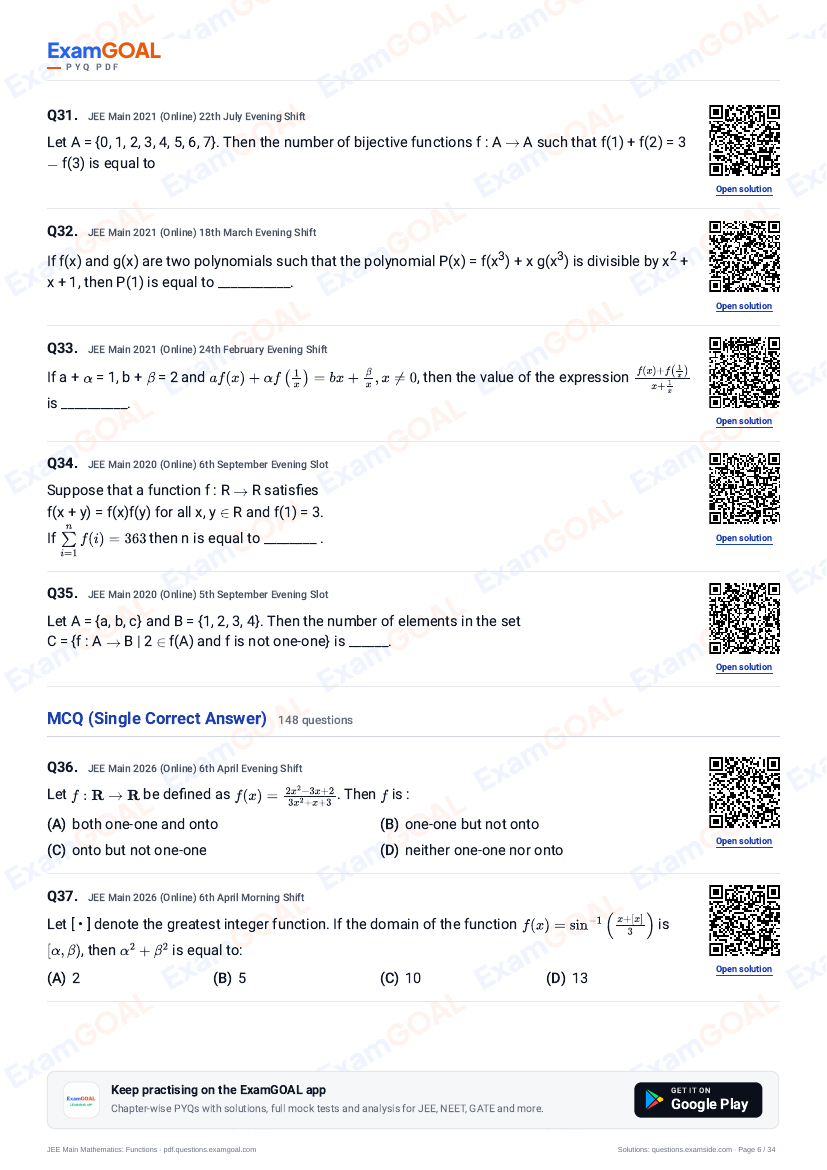 ExamGOAL
PYQ PDF
Q31. JEE Main 2021 (Online) 22th July Evening Shift
Let A = {0, 1, 2, 3, 4, 5, 6, 7}. Then the number of bijective functions f : A → A such that f(1) + f(2) = 3
− f(3) is equal to
Open solution
Q32. JEE Main 2021 (Online) 18th March Evening Shift
If f(x) and g(x) are two polynomials such that the polynomial P(x) = f(x³) + x g(x³) is divisible by x² +
x + 1, then P(1) is equal to ___________.
Open solution
Q33. JEE Main 2021 (Online) 24th February Evening Shift
If a + α = 1, b + β = 2 and af(x) + αf(1/x) = bx + β/x, x ≠ 0, then the value of the expression (f(x)+f(1/x))/(x+1/x)
is __________.
Open solution
Q34. JEE Main 2020 (Online) 6th September Evening Slot
Suppose that a function f : R → R satisfies
f(x + y) = f(x)f(y) for all x, y ∈ R and f(1) = 3.
If ∑_{i=1}^{n} f(i) = 363 then n is equal to ________ .
Open solution
Q35. JEE Main 2020 (Online) 5th September Evening Slot
Let A = {a, b, c} and B = {1, 2, 3, 4}. Then the number of elements in the set
C = {f : A → B | 2 ∈ f(A) and f is not one-one} is ______.
Open solution
MCQ (Single Correct Answer) 148 questions
Q36. JEE Main 2026 (Online) 6th April Evening Shift
Let f : R → R be defined as f(x) = (2x²−3x+2)/(3x²+x+3). Then f is :
(A) both one-one and onto (B) one-one but not onto
(C) onto but not one-one (D) neither one-one nor onto
Open solution
Q37. JEE Main 2026 (Online) 6th April Morning Shift
Let [ • ] denote the greatest integer function. If the domain of the function f(x) = sin⁻¹((x+[x])/3) is
[α, β), then α² + β² is equal to:
(A) 2 (B) 5 (C) 10 (D) 13
Open solution
Keep practising on the ExamGOAL app
Chapter-wise PYQs with solutions, full mock tests and analysis for JEE, NEET, GATE and more.
GET IT ON
Google Play
JEE Main Mathematics: Functions · pdf.questions.examgoal.com Solutions: questions.examside.com · Page 6 / 34